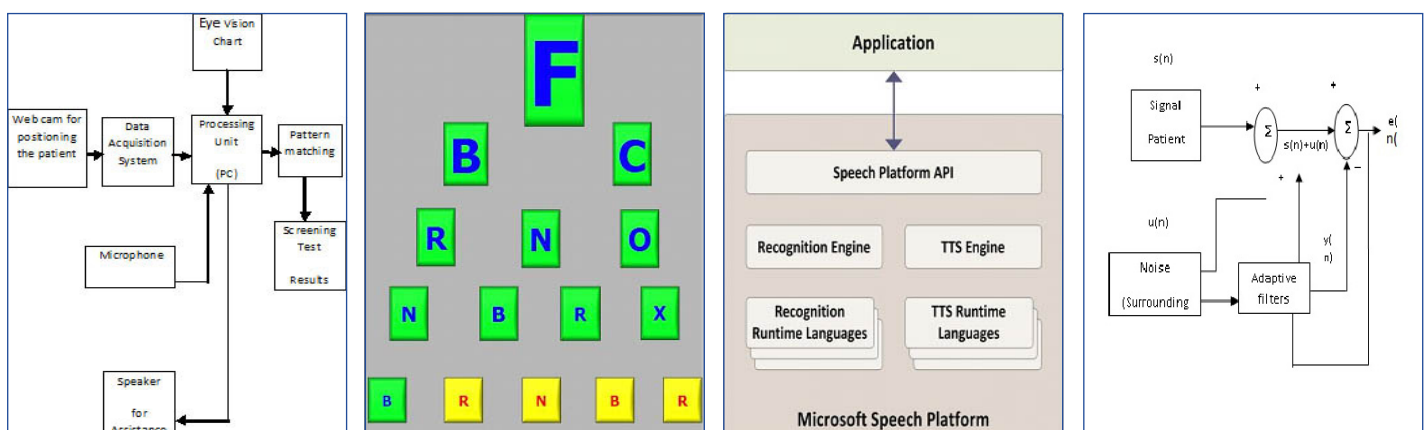 Eye vision
Chart
Web cam for
positioning
the patient
Data
Acquisition
System
Processing
Unit
(PC)
Pattern
matching
Screening
Test
Results
Microphone
Speaker
for
Assistance
F
B C
R N O
N B R X
B R N B R
Application
Speech Platform API
Recognition Engine
TTS Engine
Recognition
Runtime Languages
TTS Runtime
Languages
Microsoft Speech Platform
s(n)
Signal
Patient
+
Σ
s(n)+u(n)
+
+
Σ
−
e(
n(
u(n)
Noise
(Surrounding
Adaptive
filters
y(
n)